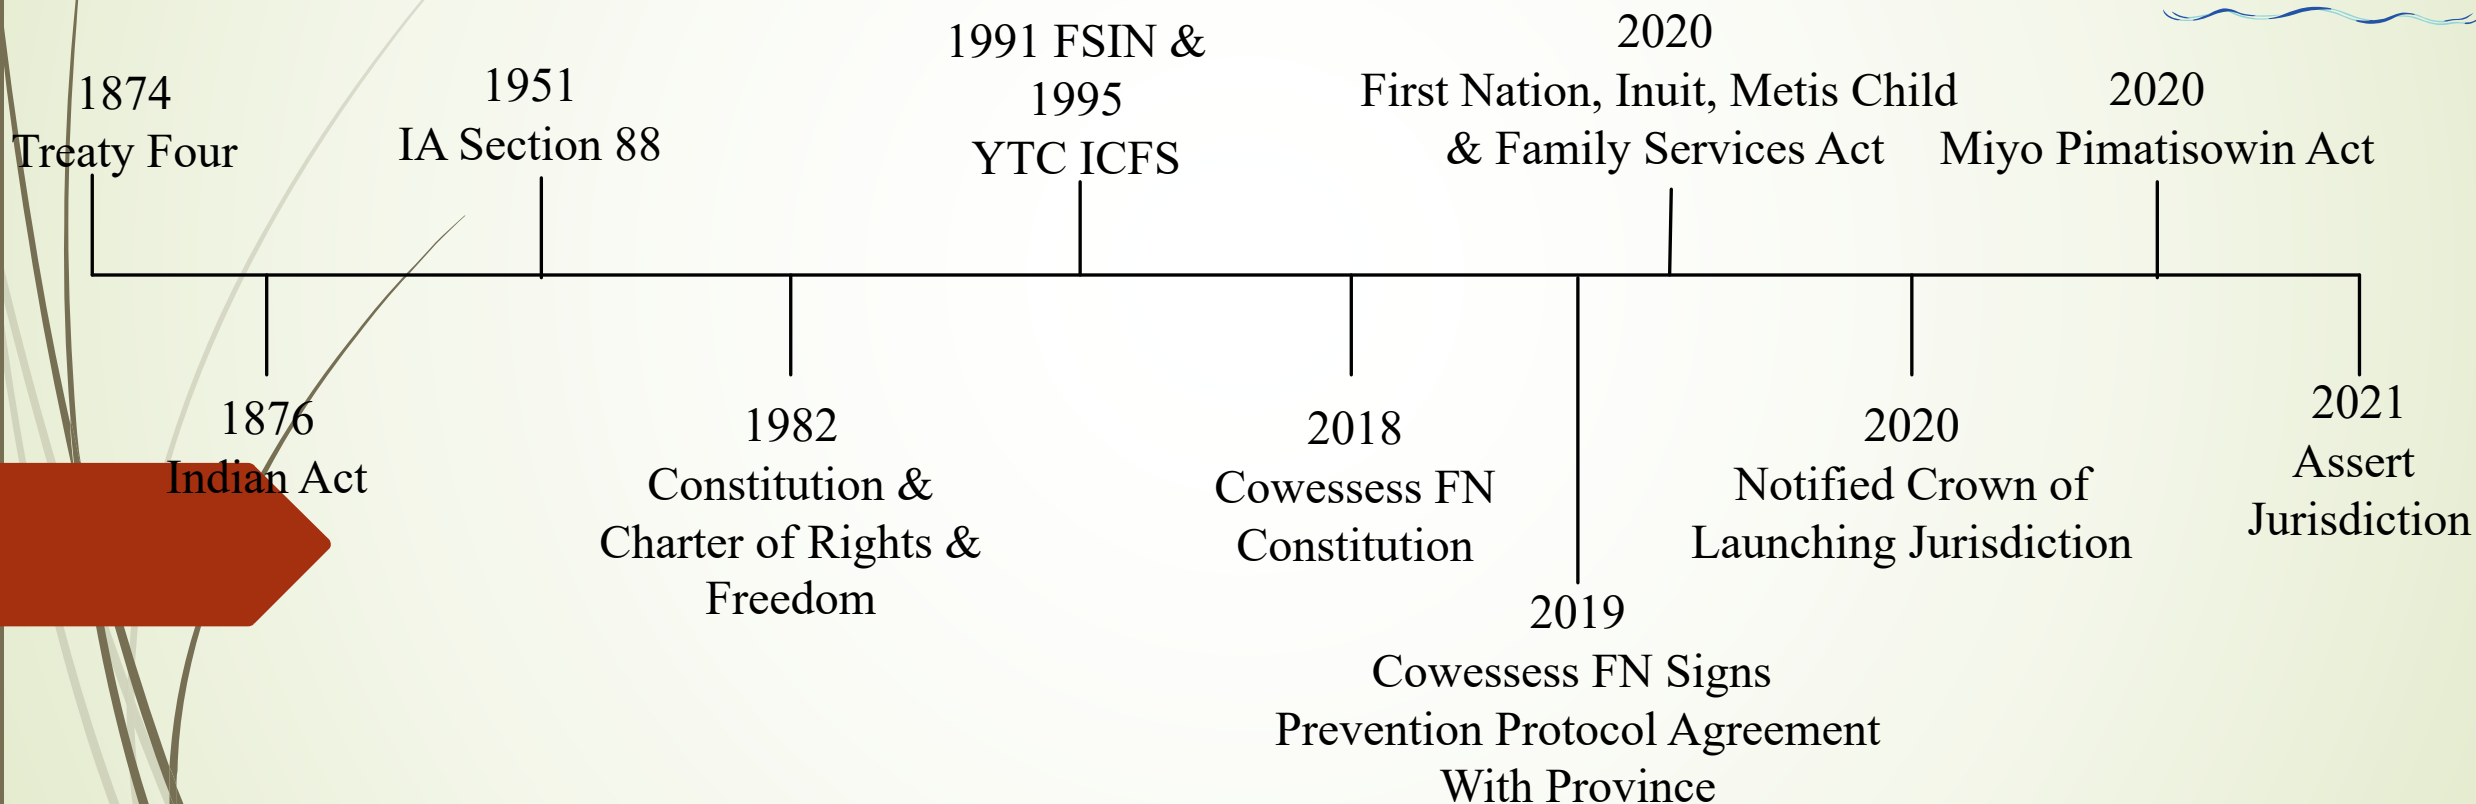 1874
Treaty Four
1876
Indian Act
1951
IA Section 88
1982
Constitution &
Charter of Rights &
Freedom
1991 FSIN &
1995
YTC ICFS
2018
Cowessess FN
Constitution
2019
Cowessess FN Signs
Prevention Protocol Agreement
With Province
2020
First Nation, Inuit, Metis Child
& Family Services Act
2020
Notified Crown of
Launching Jurisdiction
2020
Miyo Pimatisowin Act
2021
Assert
Jurisdiction